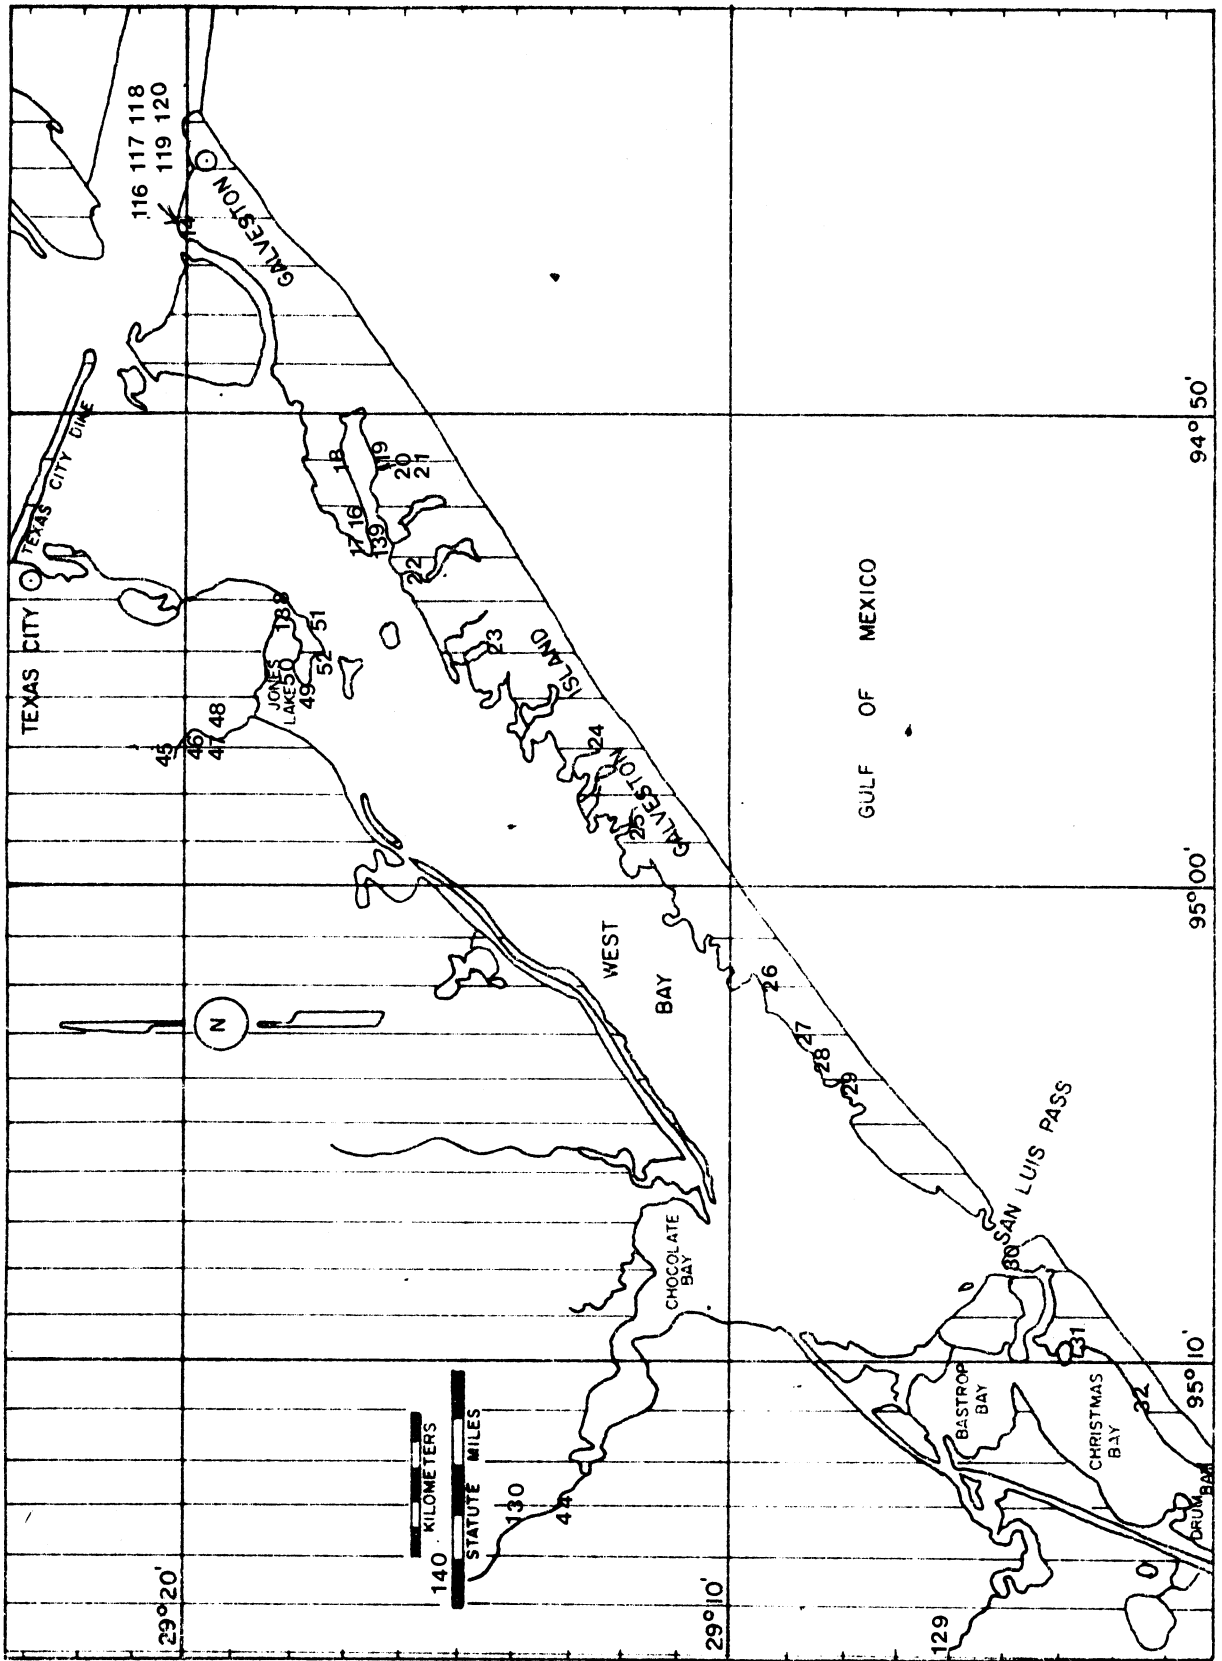 116 117 118
119 120
14
GALVESTON
TEXAS CITY DIKE
TEXAS CITY
18
19
20
21
16
17
139
22
138
51
52
50
49
JONES
LAKE
48
47
46
45
23
ISLAND
GALVESTON
24
25
94° 50'
GULF OF MEXICO
95° 00'
WEST
BAY
N
26
27
28
29
SAN LUIS PASS
30
31
32
CHOCOLATE
BAY
95° 10'
BASTROP
BAY
CHRISTMAS
BAY
DRUM
BAY
KILOMETERS
STATUTE MILES
140
130
44
129
29° 20'
29° 10'